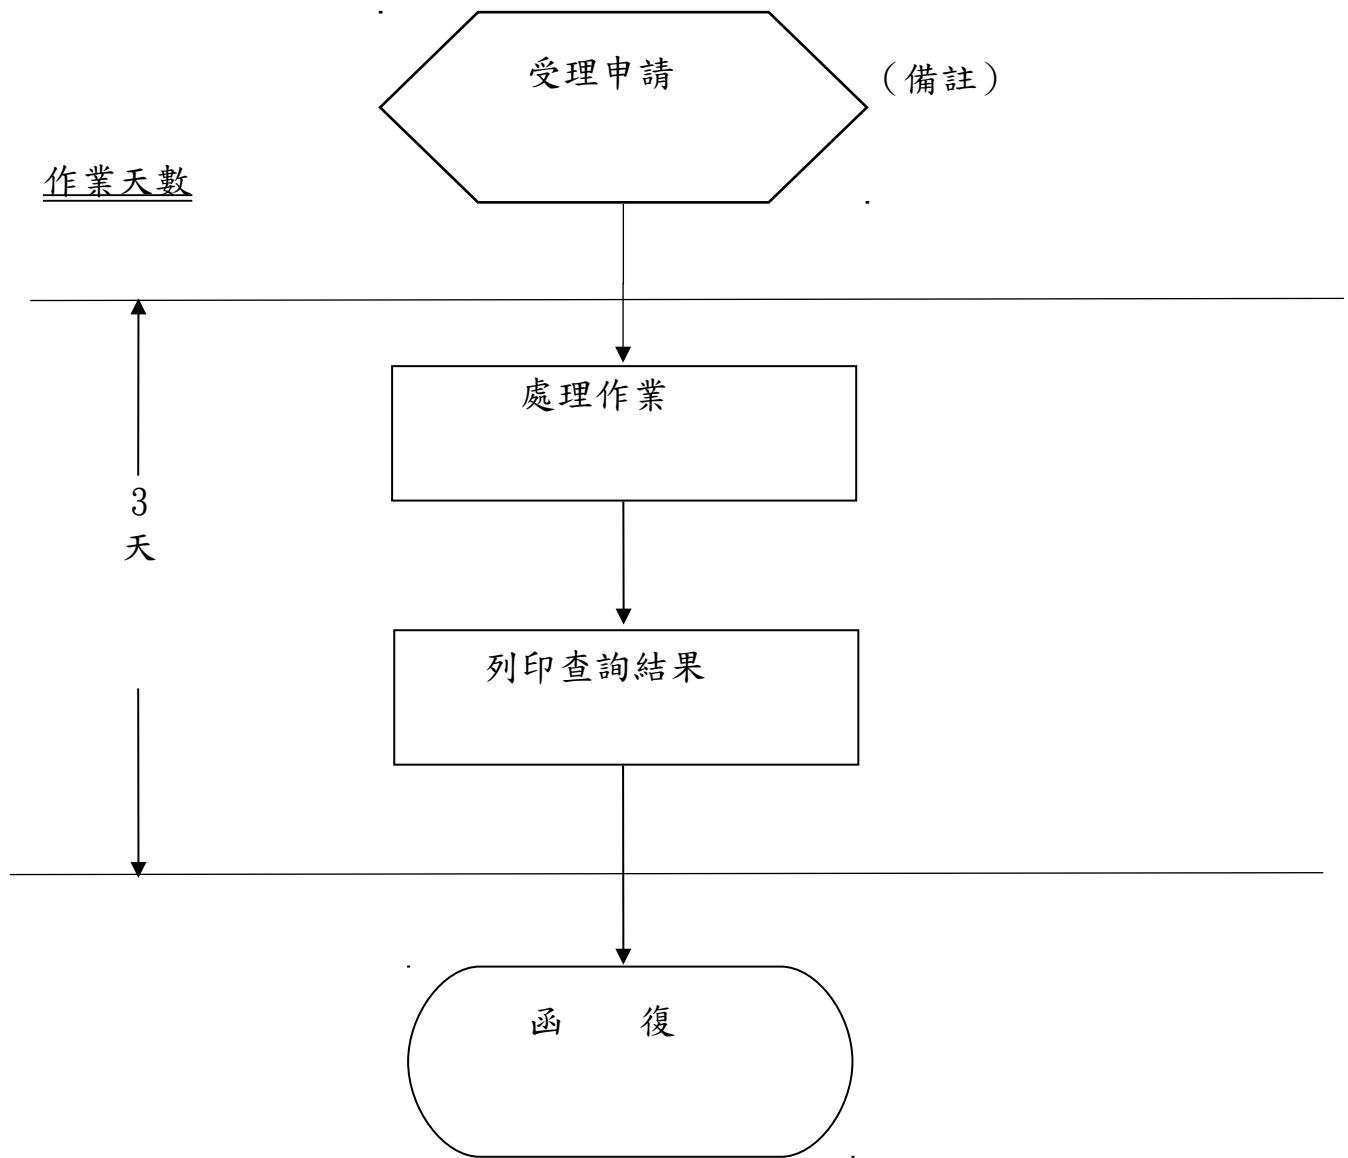 受理申請
（備註）
作業天數
處理作業
3
天
列印查詢結果
函　　復